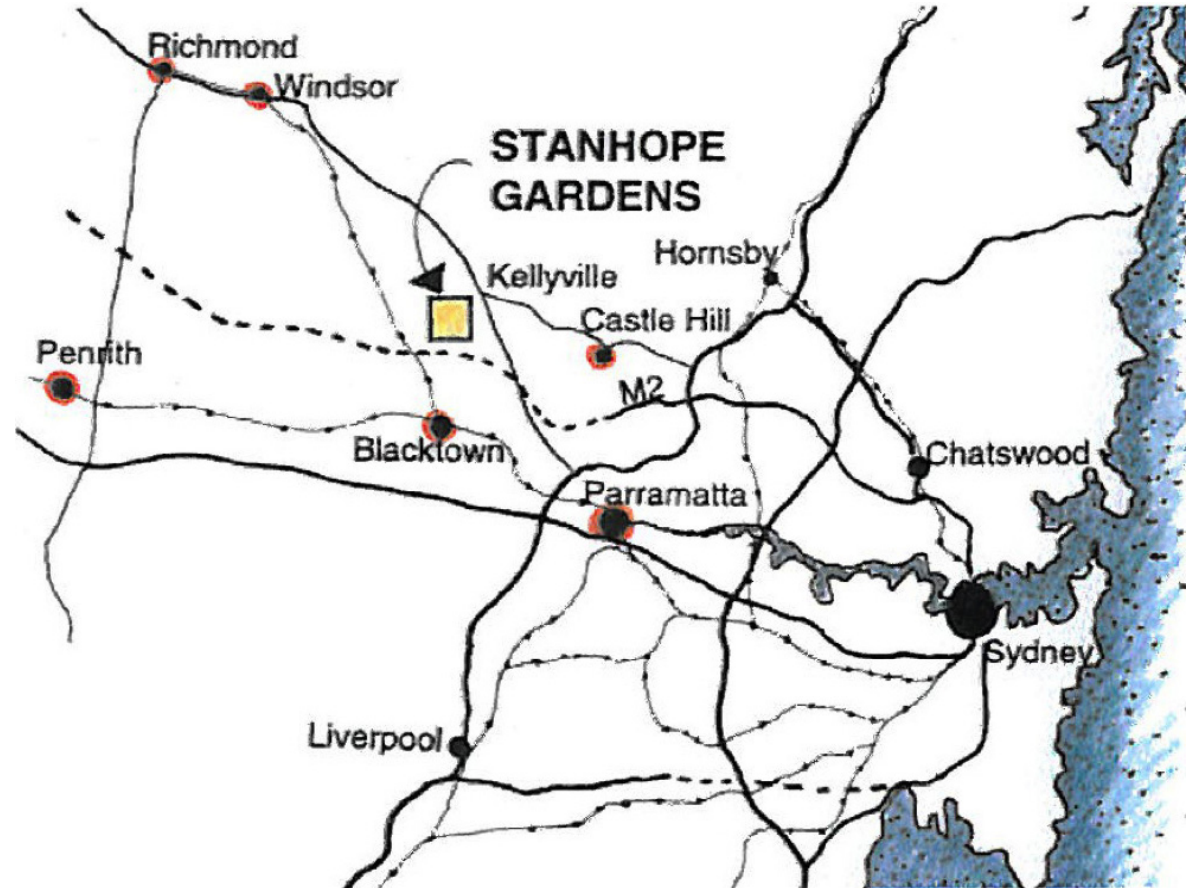 Richmond
Windsor
STANHOPE
GARDENS
Hornsby
Kellyville
Castle Hill
Penrith
M2
Blacktown
Chatswood
Parramatta
Sydney
Liverpool